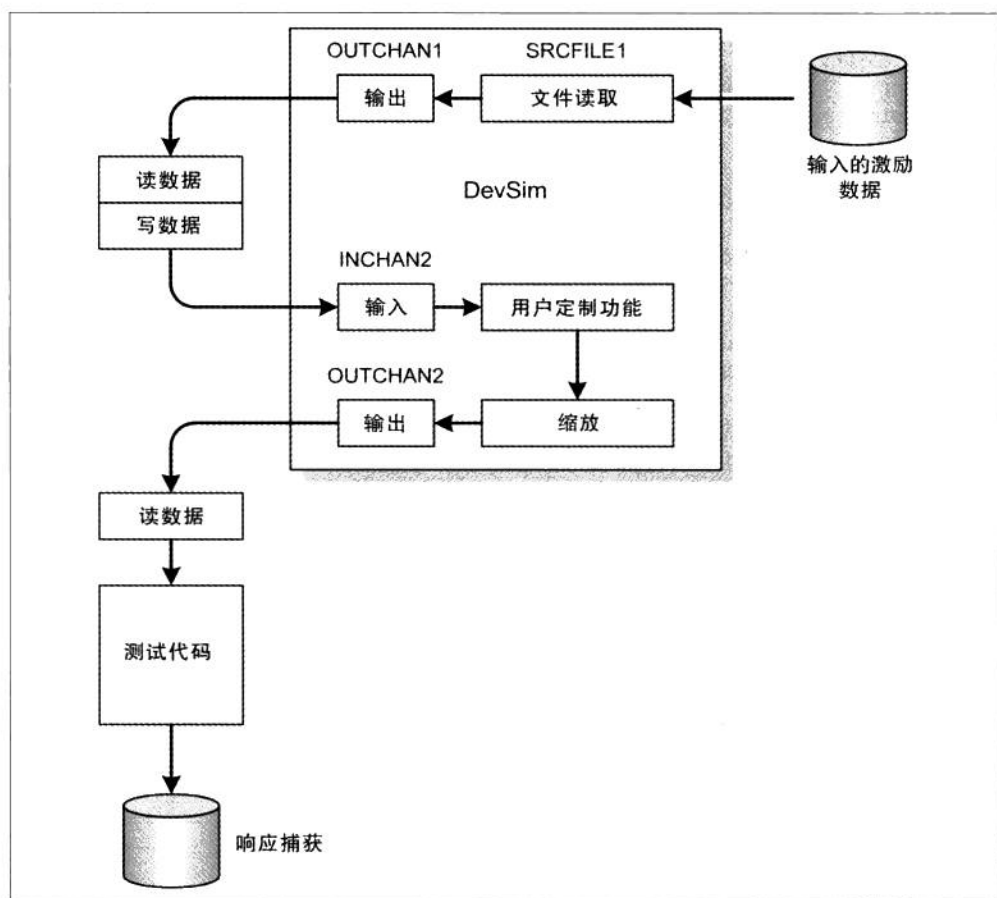 OUTCHAN1
SRCFILE1
输出
文件读取
输入的激励
数据
读数据
写数据
DevSim
INCHAN2
输入
用户定制功能
OUTCHAN2
输出
缩放
读数据
测试代码
响应捕获